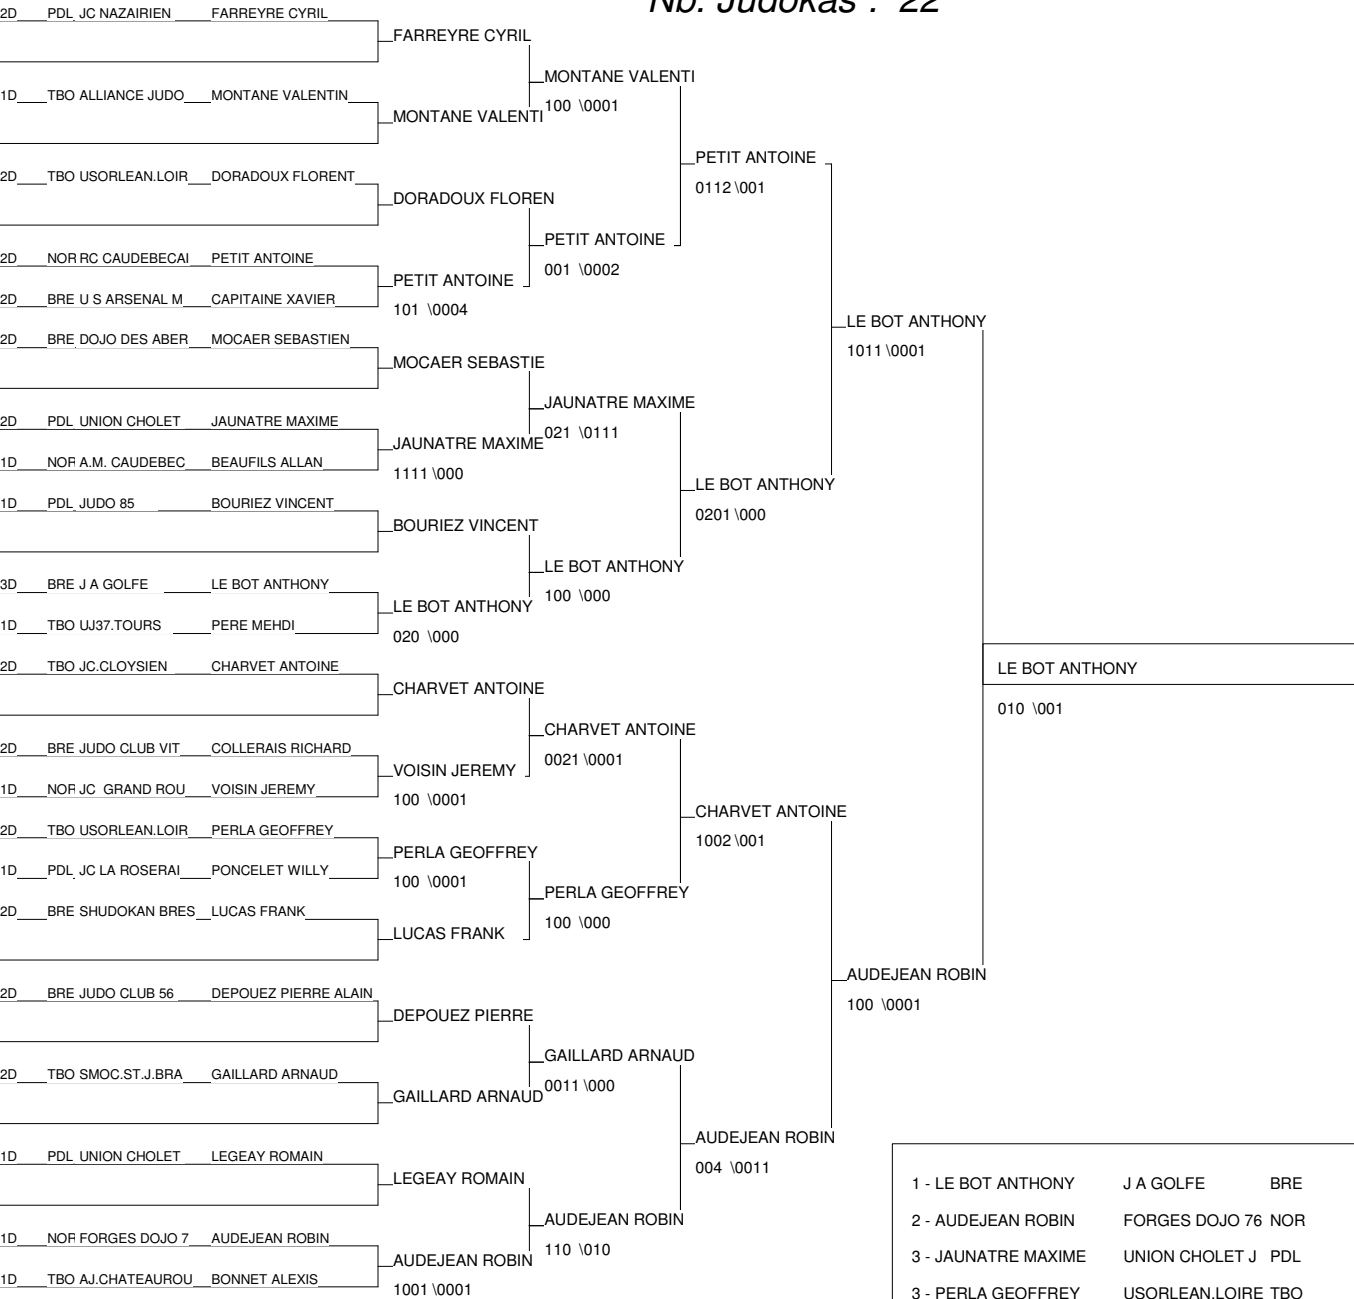 Nb. Judokas : 22
2D PDL JC NAZAIRIEN FARREYRE CYRIL
FARREYRE CYRIL
MONTANE VALENTI
100 \0001
1D TBO ALLIANCE JUDO MONTANE VALENTIN
MONTANE VALENTI
PETIT ANTOINE
0112 \001
2D TBO USORLEAN.LOIR DORADOUX FLORENT
DORADOUX FLOREN
PETIT ANTOINE
001 \0002
2D NOR RC CAUDEBECAI PETIT ANTOINE
PETIT ANTOINE
101 \0004
2D BRE U S ARSENAL M CAPITAINE XAVIER
LE BOT ANTHONY
1011 \0001
2D BRE DOJO DES ABER MOCAER SEBASTIEN
MOCAER SEBASTIE
JAUNATRE MAXIME
021 \0111
2D PDL UNION CHOLET JAUNATRE MAXIME
JAUNATRE MAXIME
1111 \000
1D NOR A.M. CAUDEBEC BEAUFILS ALLAN
LE BOT ANTHONY
0201 \000
1D PDL JUDO 85 BOURIEZ VINCENT
BOURIEZ VINCENT
LE BOT ANTHONY
100 \000
3D BRE J A GOLFE LE BOT ANTHONY
LE BOT ANTHONY
020 \000
1D TBO UJ37.TOURS PERE MEHDI
LE BOT ANTHONY
010 \001
2D TBO JC.CLOYSIEN CHARVET ANTOINE
CHARVET ANTOINE
CHARVET ANTOINE
0021 \0001
2D BRE JUDO CLUB VIT COLLERAIS RICHARD
VOISIN JEREMY
100 \0001
1D NOR JC GRAND ROU VOISIN JEREMY
CHARVET ANTOINE
1002 \001
2D TBO USORLEAN.LOIR PERLA GEOFFREY
PERLA GEOFFREY
100 \0001
1D PDL JC LA ROSERAI PONCELET WILLY
PERLA GEOFFREY
100 \000
2D BRE SHUDOKAN BRES LUCAS FRANK
LUCAS FRANK
AUDEJEAN ROBIN
100 \0001
2D BRE JUDO CLUB 56 DEPOUEZ PIERRE ALAIN
DEPOUEZ PIERRE
GAILLARD ARNAUD
0011 \000
2D TBO SMOC.ST.J.BRA GAILLARD ARNAUD
GAILLARD ARNAUD
AUDEJEAN ROBIN
004 \0011
1D PDL UNION CHOLET LEGEAY ROMAIN
LEGEAY ROMAIN
AUDEJEAN ROBIN
110 \010
1D NOR FORGES DOJO 7 AUDEJEAN ROBIN
AUDEJEAN ROBIN
1001 \0001
1D TBO AJ.CHATEAUROU BONNET ALEXIS
1 - LE BOT ANTHONY J A GOLFE BRE
2 - AUDEJEAN ROBIN FORGES DOJO 76 NOR
3 - JAUNATRE MAXIME UNION CHOLET J PDL
3 - PERLA GEOFFREY USORLEAN.LOIRE TBO